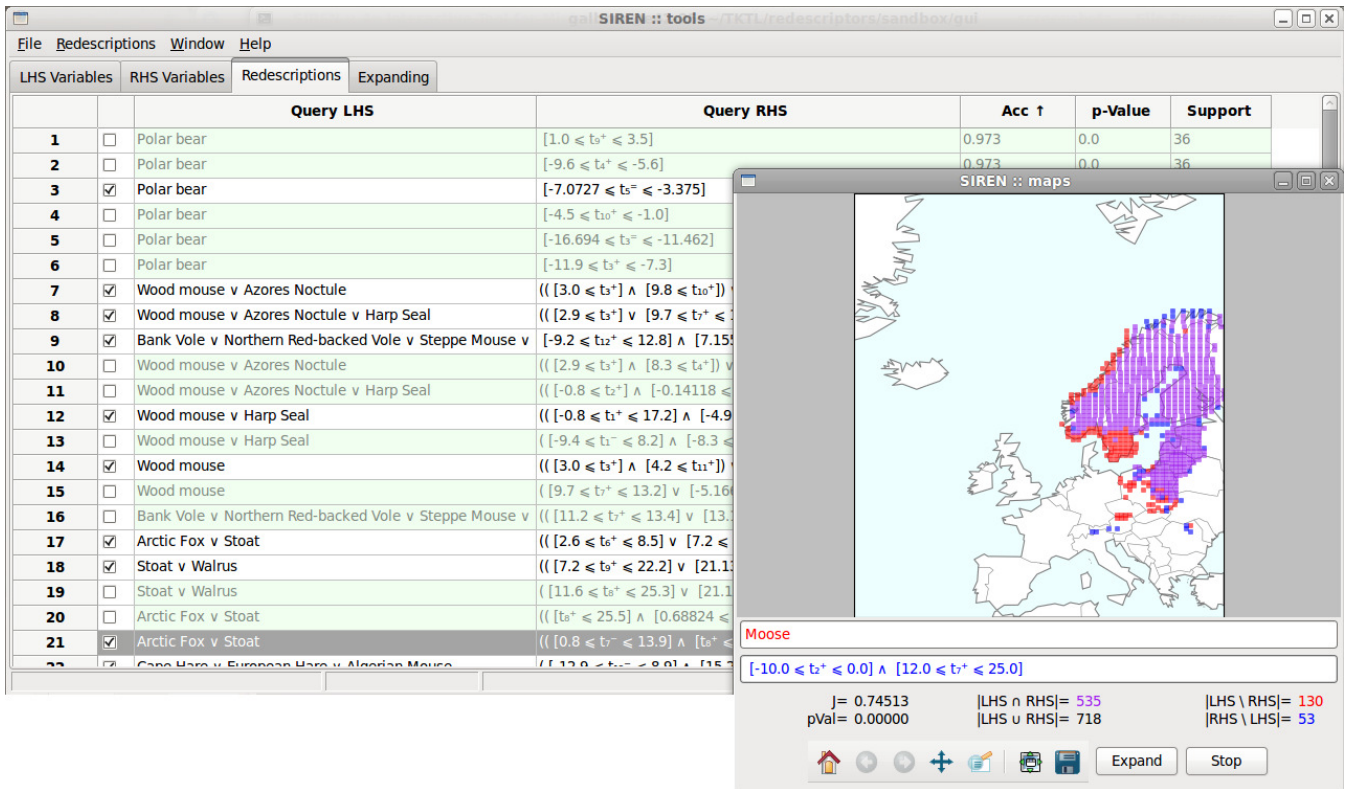 SIREN :: tools
File Redescriptions Window Help
LHS Variables RHS Variables Redescriptions Expanding
Query LHS Query RHS Acc ↑ p-Value Support
1 Polar bear [1.0 ⩽ t₉⁺ ⩽ 3.5] 0.973 0.0 36
2 Polar bear [-9.6 ⩽ t₄⁺ ⩽ -5.6] 0.973 0.0 36
3 Polar bear [-7.0727 ⩽ t₅⁼ ⩽ -3.375]
4 Polar bear [-4.5 ⩽ t₁₀⁺ ⩽ -1.0]
5 Polar bear [-16.694 ⩽ t₃⁼ ⩽ -11.462]
6 Polar bear [-11.9 ⩽ t₃⁺ ⩽ -7.3]
7 Wood mouse ∨ Azores Noctule (( [3.0 ⩽ t₃⁺] ∧ [9.8 ⩽ t₁₀⁺])
8 Wood mouse ∨ Azores Noctule ∨ Harp Seal (( [2.9 ⩽ t₃⁺] ∨ [9.7 ⩽ t₇⁺ ⩽
9 Bank Vole ∨ Northern Red-backed Vole ∨ Steppe Mouse ∨ [-9.2 ⩽ t₁₂⁺ ⩽ 12.8] ∧ [7.155
10 Wood mouse ∨ Azores Noctule (( [2.9 ⩽ t₃⁺] ∧ [8.3 ⩽ t₄⁺]) ∨
11 Wood mouse ∨ Azores Noctule ∨ Harp Seal (( [-0.8 ⩽ t₂⁺] ∧ [-0.14118 ⩽
12 Wood mouse ∨ Harp Seal (( [-0.8 ⩽ t₁⁺ ⩽ 17.2] ∧ [-4.9
13 Wood mouse ∨ Harp Seal ( [-9.4 ⩽ t₁⁻ ⩽ 8.2] ∧ [-8.3 ⩽
14 Wood mouse (( [3.0 ⩽ t₃⁺] ∧ [4.2 ⩽ t₁₁⁺])
15 Wood mouse ( [9.7 ⩽ t₇⁺ ⩽ 13.2] ∨ [-5.166
16 Bank Vole ∨ Northern Red-backed Vole ∨ Steppe Mouse ∨ (( [11.2 ⩽ t₇⁺ ⩽ 13.4] ∨ [13.
17 Arctic Fox ∨ Stoat (( [2.6 ⩽ t₆⁺ ⩽ 8.5] ∨ [7.2 ⩽
18 Stoat ∨ Walrus (( [7.2 ⩽ t₉⁺ ⩽ 22.2] ∨ [21.1
19 Stoat ∨ Walrus ( [11.6 ⩽ t₈⁺ ⩽ 25.3] ∨ [21.1
20 Arctic Fox ∨ Stoat (( [t₈⁺ ⩽ 25.5] ∧ [0.68824 ⩽
21 Arctic Fox ∨ Stoat (( [0.8 ⩽ t₇⁻ ⩽ 13.9] ∧ [t₈⁺ ⩽
22 Cape Hare ∨ European Hare ∨ Algerian Mouse
SIREN :: maps
Moose
[-10.0 ⩽ t₂⁺ ⩽ 0.0] ∧ [12.0 ⩽ t₇⁺ ⩽ 25.0]
J= 0.74513 |LHS ∩ RHS|= 535 |LHS \ RHS|= 130
pVal= 0.00000 |LHS ∪ RHS|= 718 |RHS \ LHS|= 53
Expand Stop